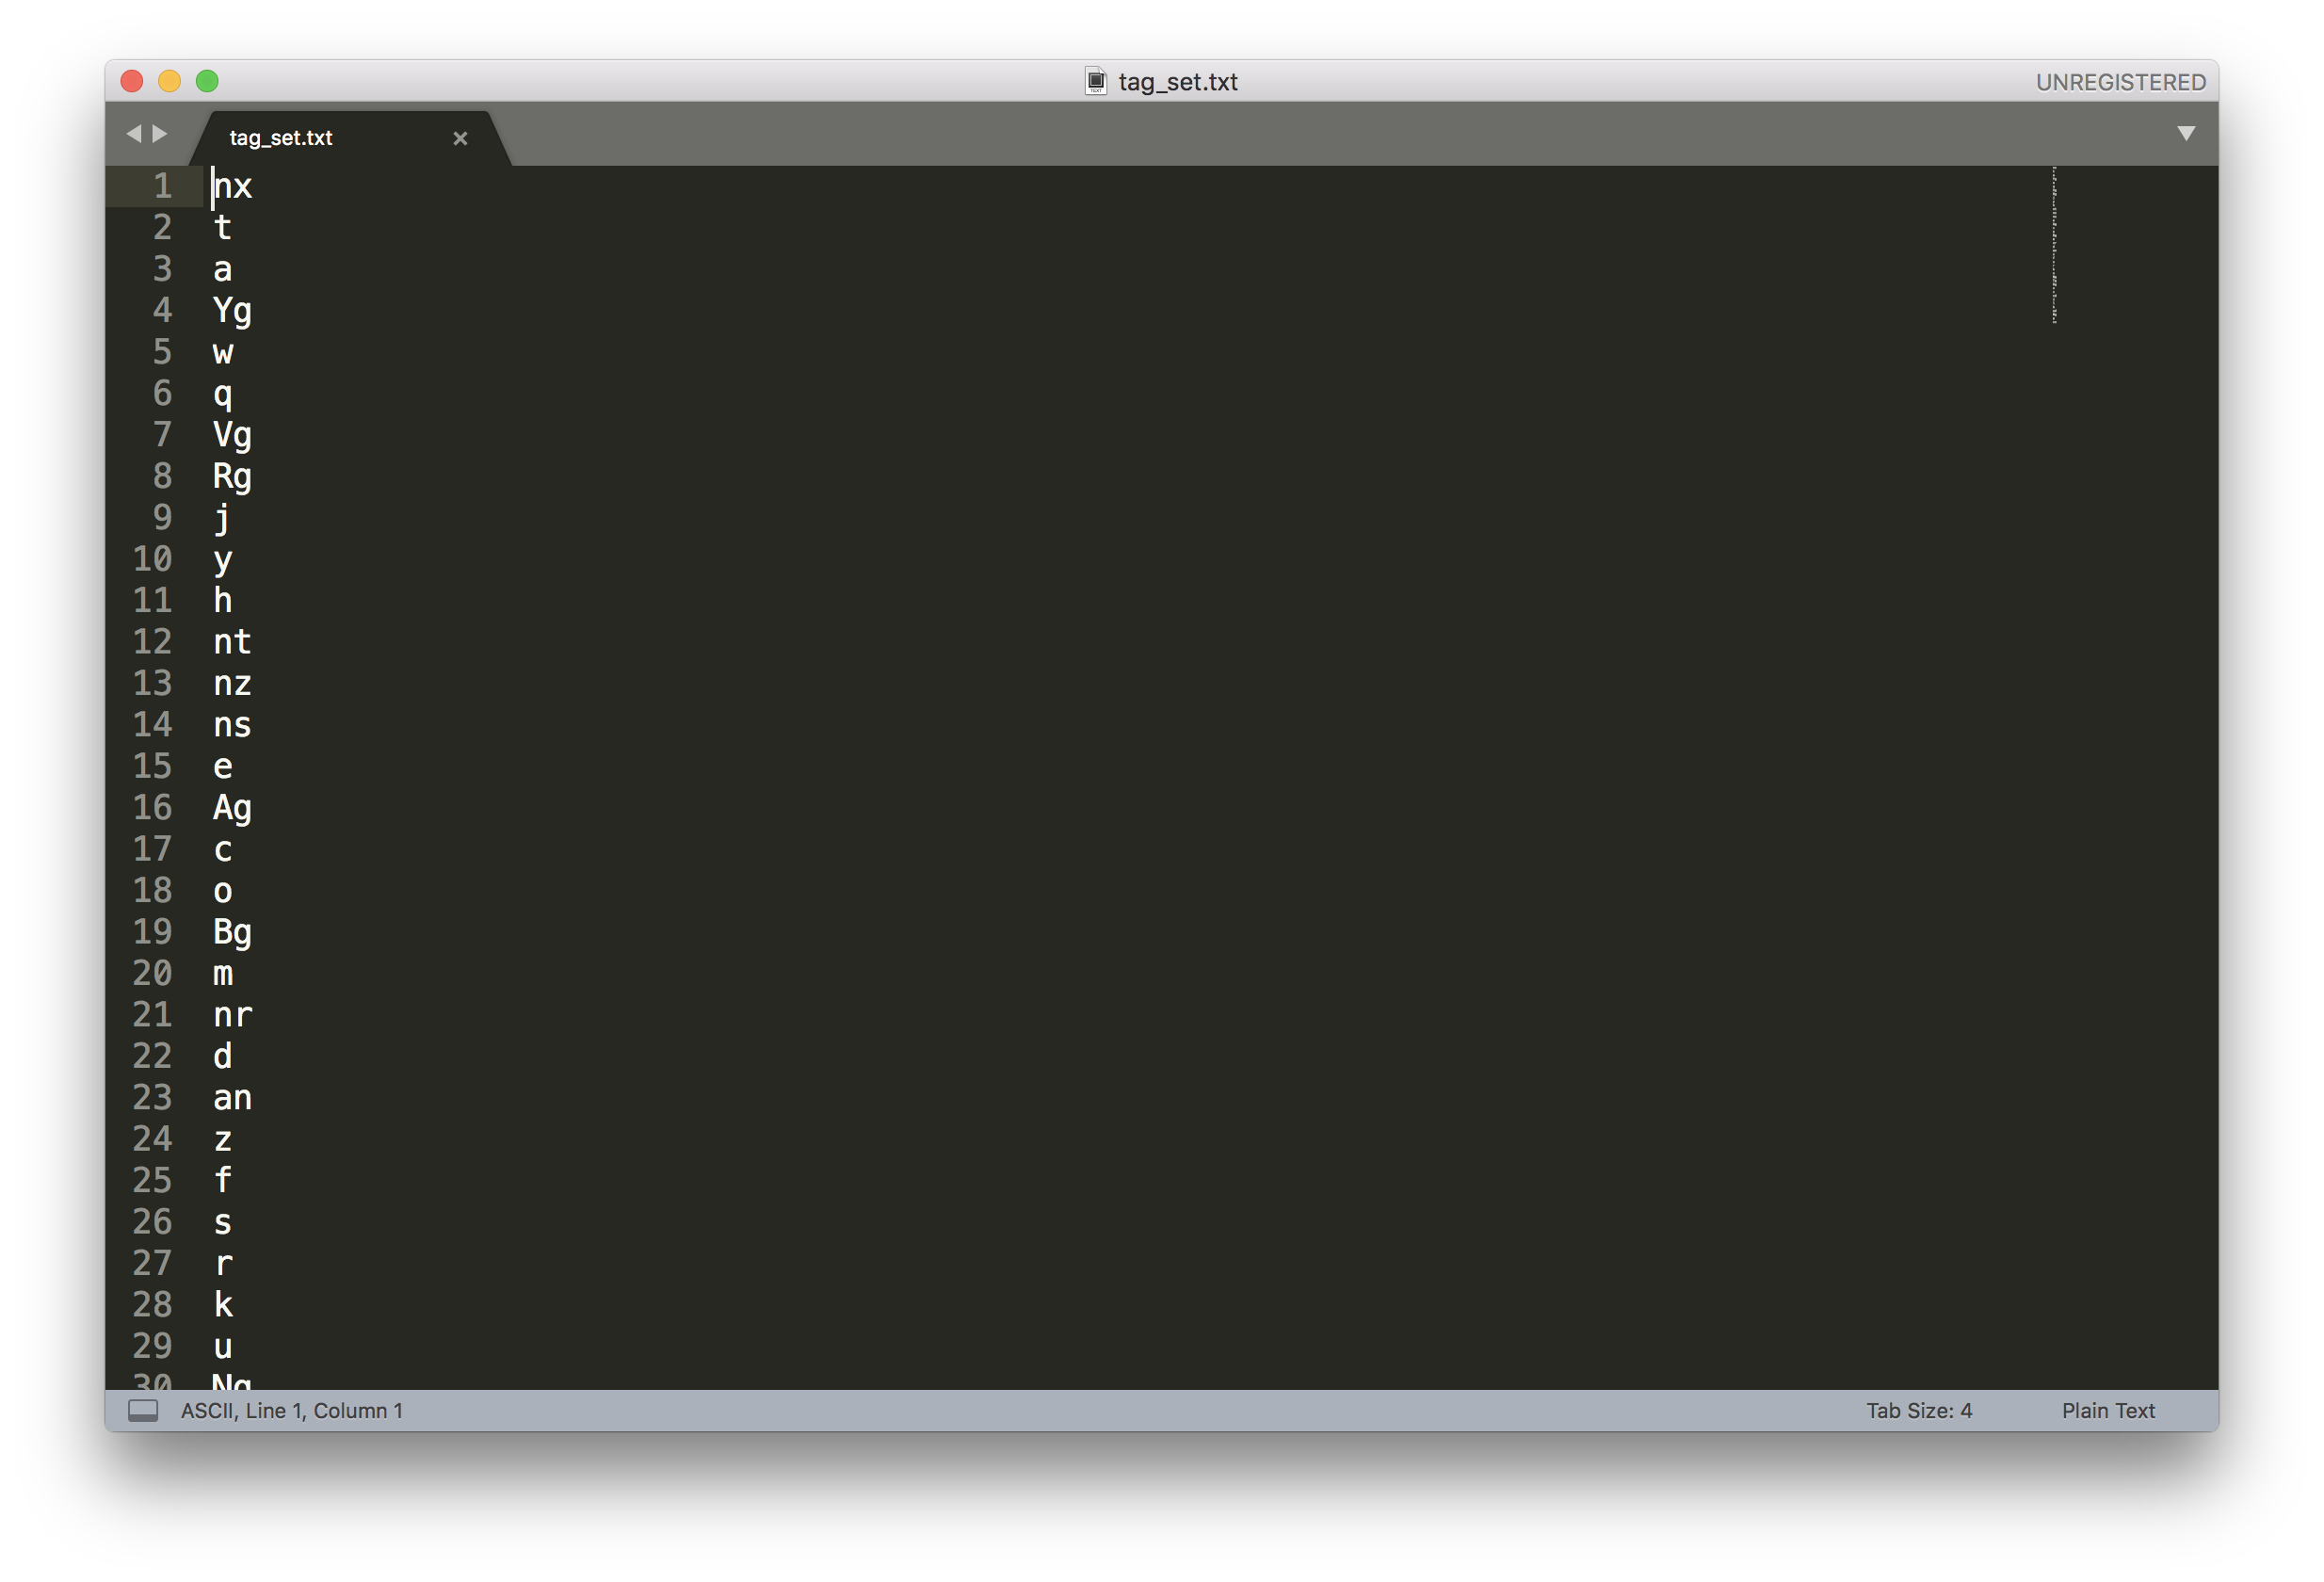 tag_set.txt
UNREGISTERED
tag_set.txt
1 nx
2 t
3 a
4 Yg
5 w
6 q
7 Vg
8 Rg
9 j
10 y
11 h
12 nt
13 nz
14 ns
15 e
16 Ag
17 c
18 o
19 Bg
20 m
21 nr
22 d
23 an
24 z
25 f
26 s
27 r
28 k
29 u
30 Ng
ASCII, Line 1, Column 1
Tab Size: 4
Plain Text